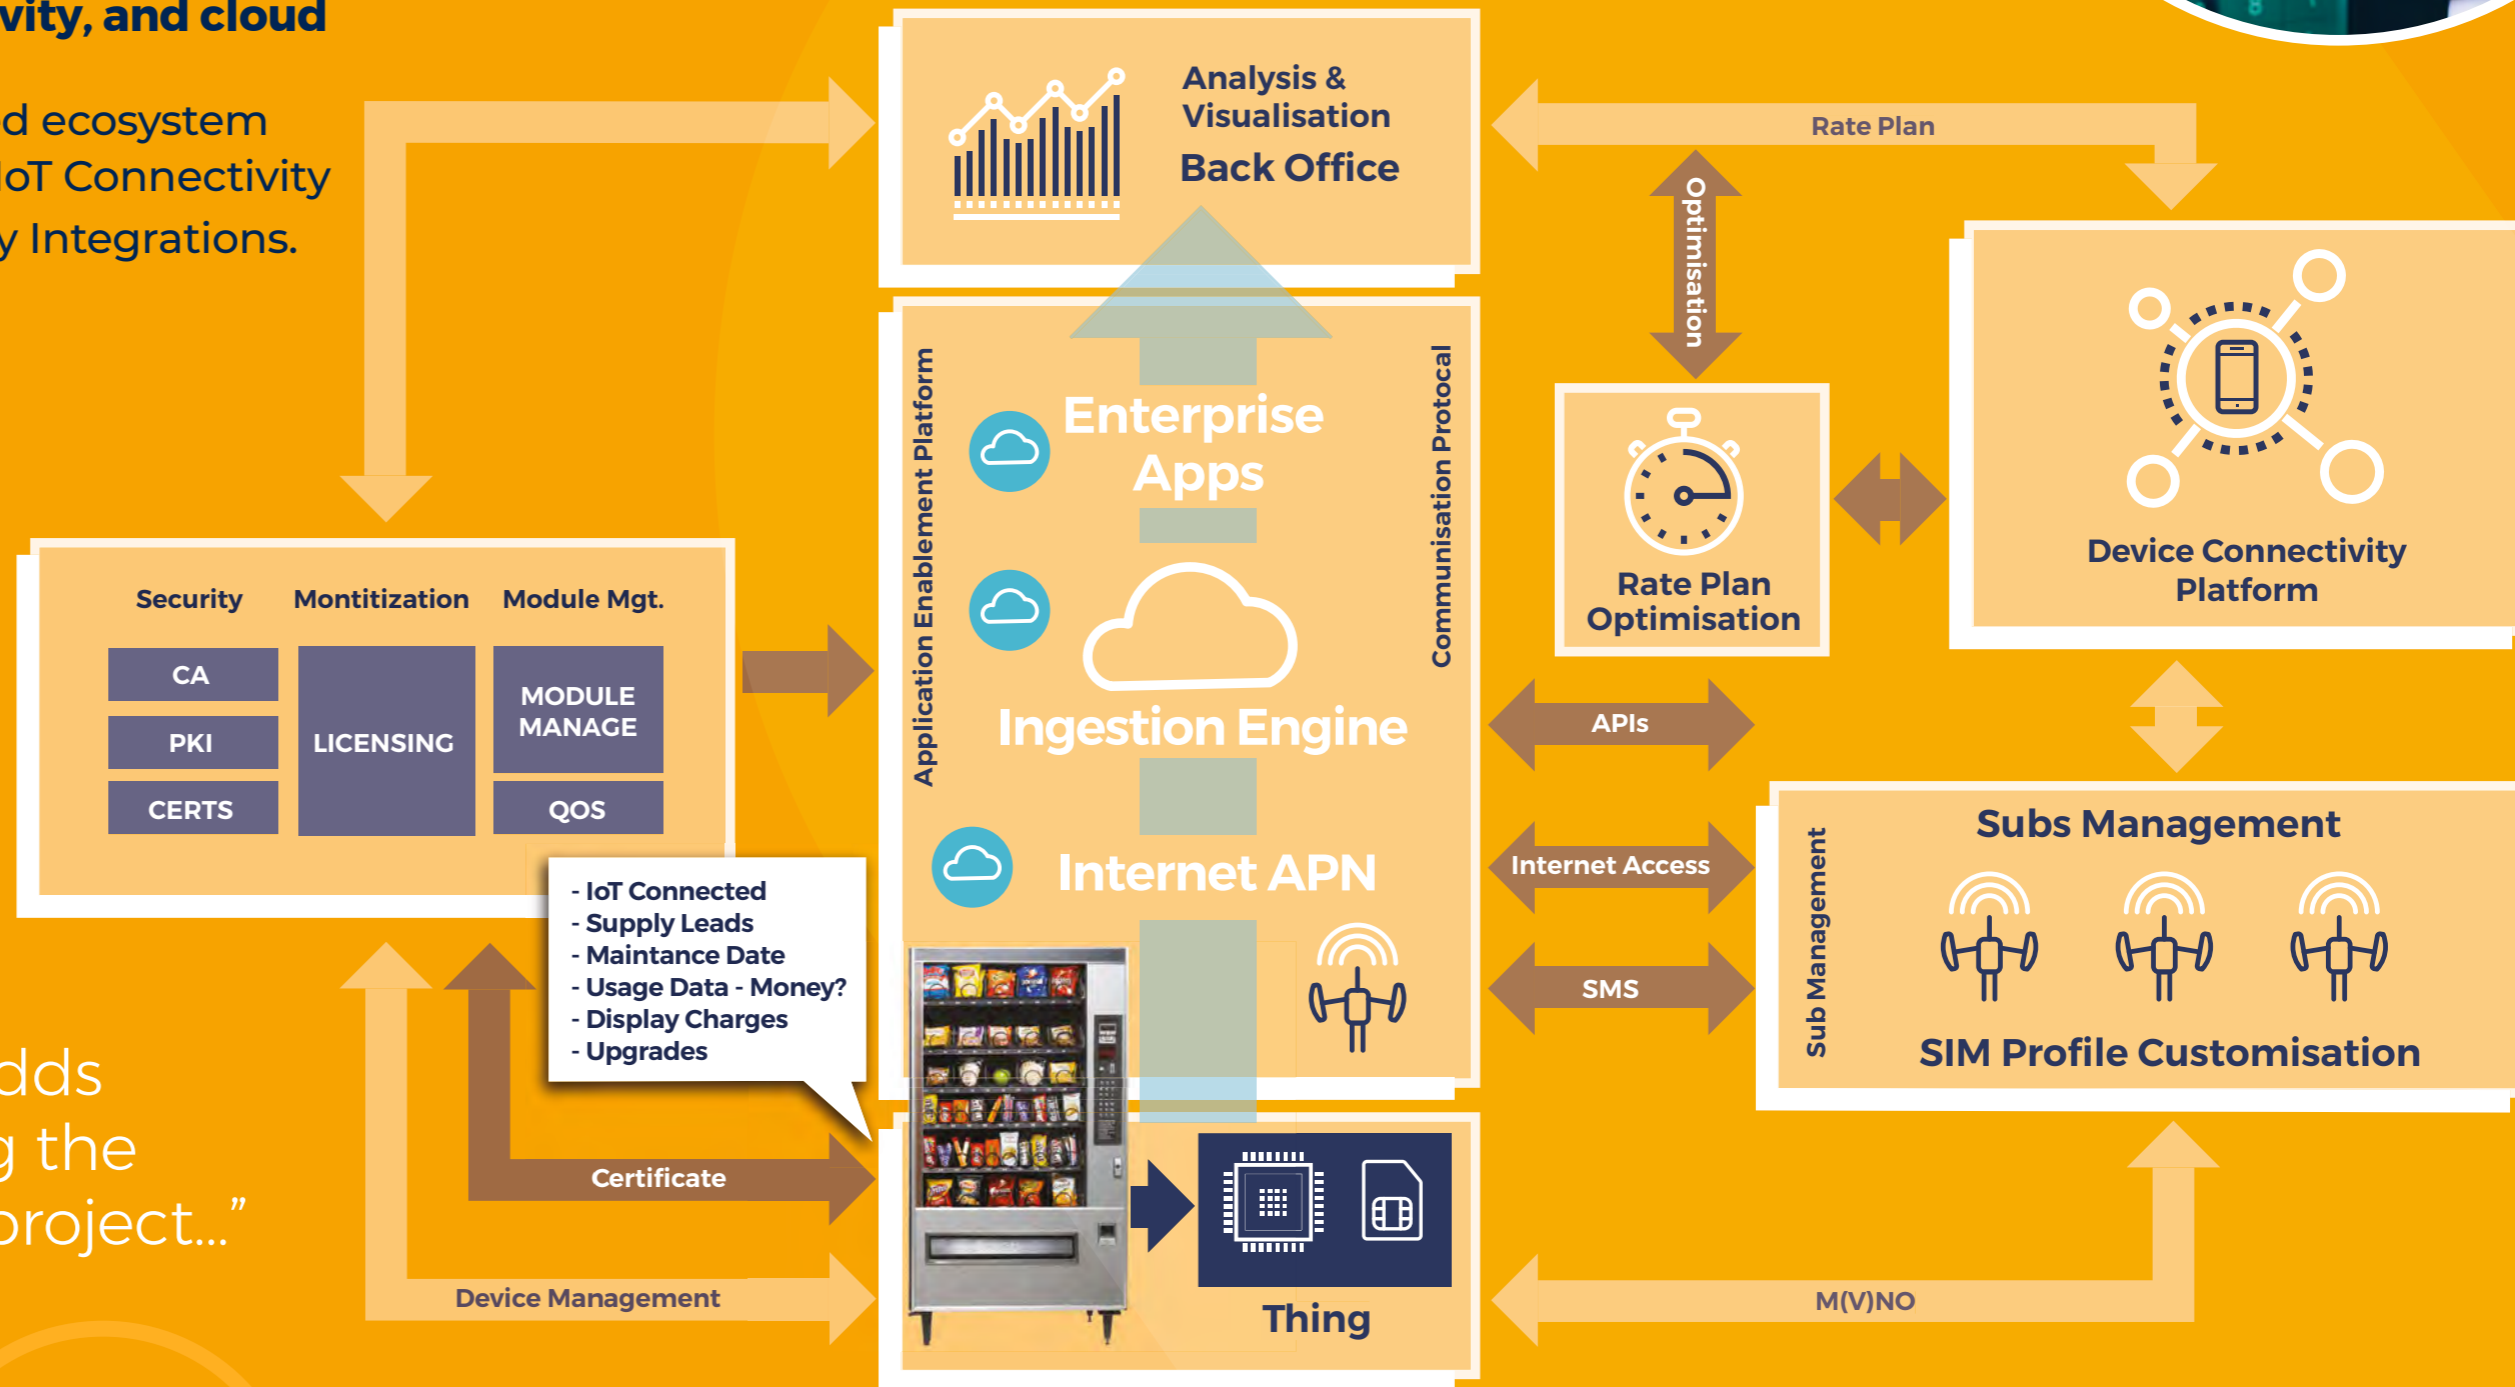 vity, and cloud
d ecosystem
IoT Connectivity
y Integrations.
Analysis &
Visualisation
Back Office
Rate Plan
Optimisation
Device Connectivity
Platform
Rate Plan
Optimisation
Application Enablement Platform
Communisation Protocal
Enterprise
Apps
Ingestion Engine
Internet APN
Security
Montitization
Module Mgt.
CA
PKI
CERTS
LICENSING
MODULE
MANAGE
QOS
- IoT Connected
- Supply Leads
- Maintance Date
- Usage Data - Money?
- Display Charges
- Upgrades
APIs
Internet Access
SMS
Sub Management
Subs Management
SIM Profile Customisation
dds
g the
project...”
Certificate
Device Management
Thing
M(V)NO